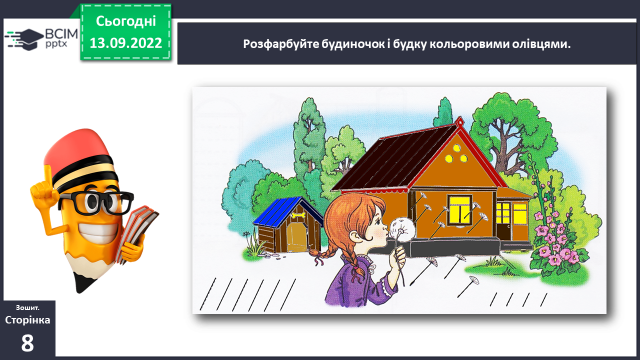 ВСІМ
pptx
Сьогодні
13.09.2022
Розфарбуйте будиночок і будку кольоровими олівцями.
Зошит.
Сторінка
8